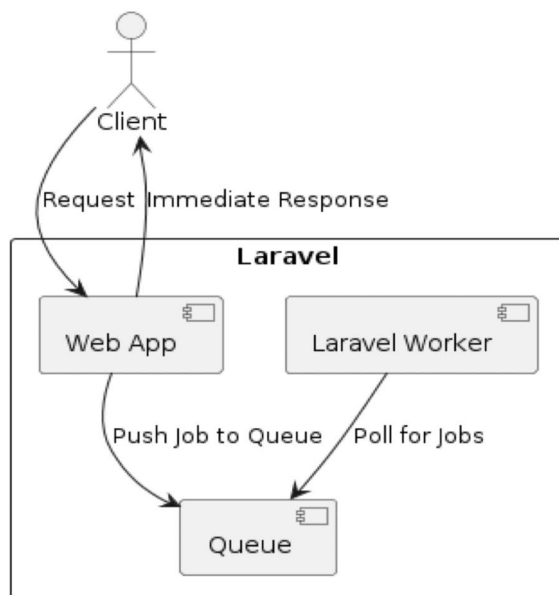 Client
Request Immediate Response
Laravel
Web App Laravel Worker
Push Job to Queue Poll for Jobs
Queue